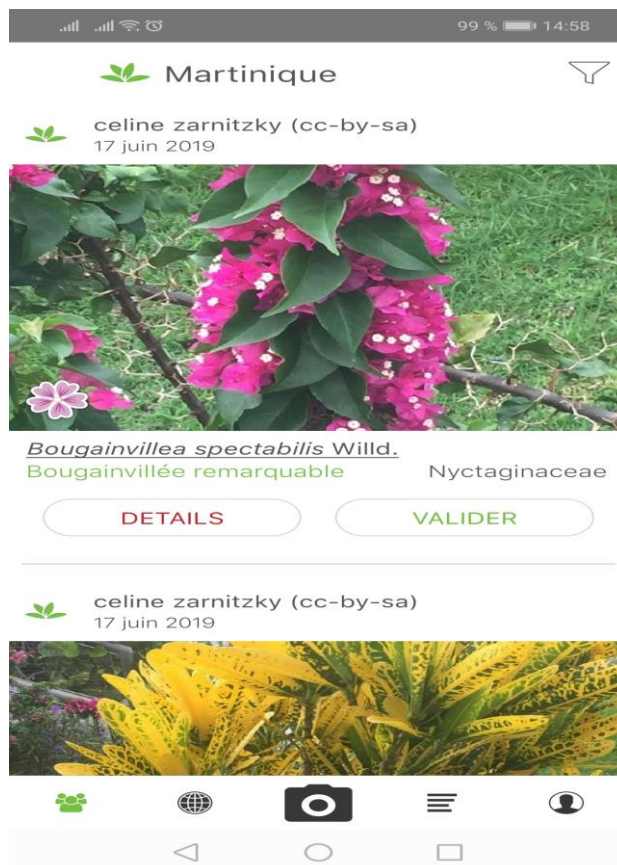 99 % 14:58
Martinique
celine zarnitzky (cc-by-sa)
17 juin 2019
Bougainvillea spectabilis Willd.
Bougainvillée remarquable Nyctaginaceae
DETAILS VALIDER
celine zarnitzky (cc-by-sa)
17 juin 2019